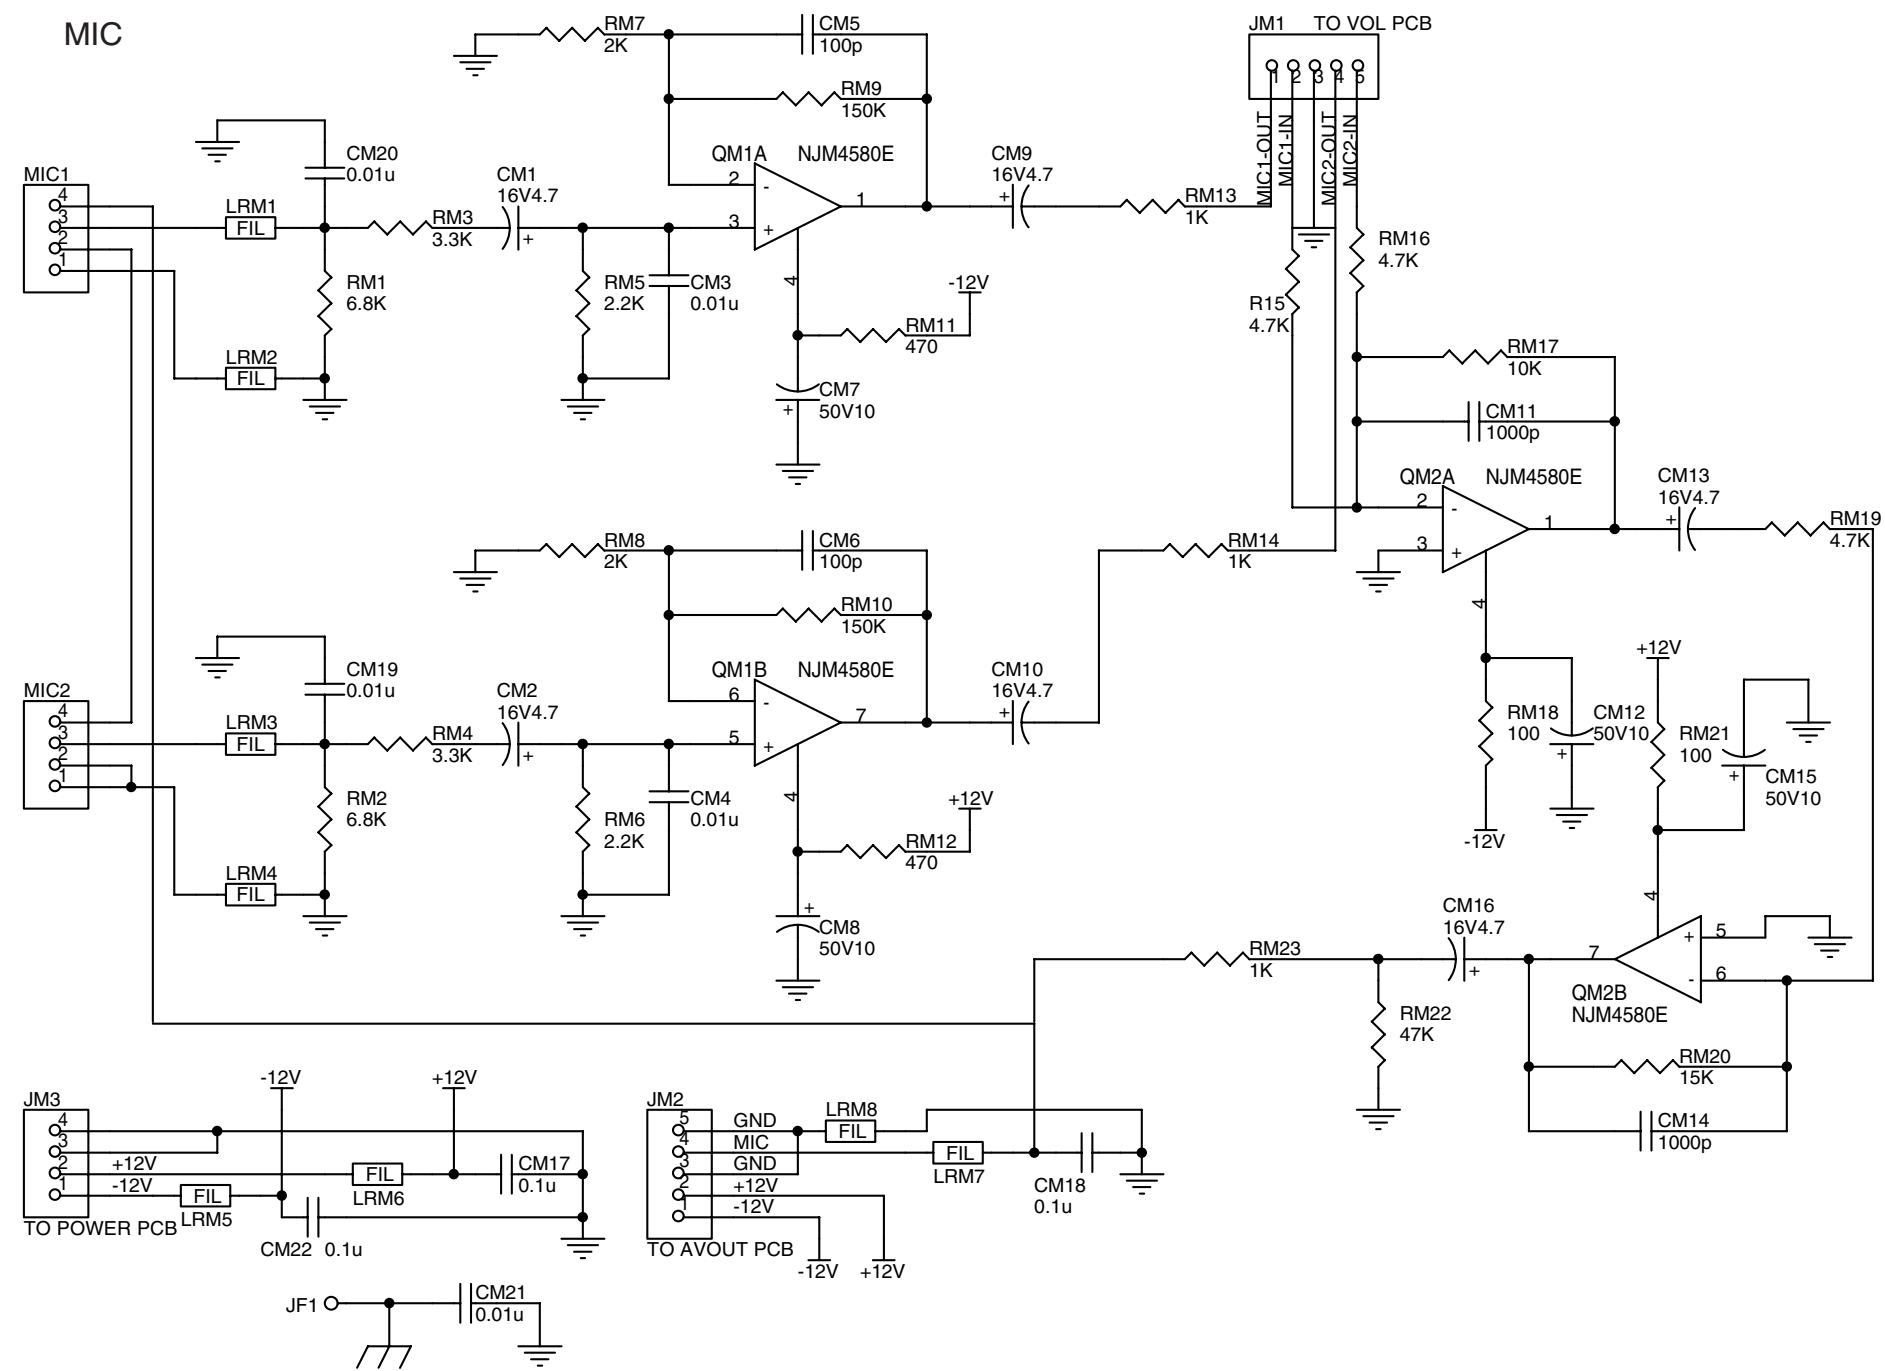 MIC
RM7
2K
CM5
100p
RM9
150K
JM1 TO VOL PCB
1 2 3 4 5
MIC1-OUT
MIC1-IN
MIC2-OUT
MIC2-IN
CM20
0.01u
MIC1
4
3
2
1
LRM1
FIL
RM3
3.3K
CM1
16V4.7
+
QM1A NJM4580E
2
-
3
+
1
4
CM9
16V4.7
+
RM13
1K
RM1
6.8K
RM5
2.2K
CM3
0.01u
-12V
RM11
470
LRM2
FIL
CM7
50V10
+
R15
4.7K
RM16
4.7K
RM17
10K
CM11
1000p
QM2A NJM4580E
2
-
3
+
1
4
CM13
16V4.7
+
RM19
4.7K
RM8
2K
CM6
100p
RM10
150K
RM14
1K
CM19
0.01u
MIC2
4
3
2
1
LRM3
FIL
RM4
3.3K
CM2
16V4.7
+
QM1B NJM4580E
6
-
5
+
7
4
CM10
16V4.7
+
RM2
6.8K
RM6
2.2K
CM4
0.01u
+12V
RM12
470
LRM4
FIL
+
CM8
50V10
RM18
100
CM12
50V10
+
-12V
+12V
RM21
100
+
CM15
50V10
4
+
5
-
6
7
QM2B
NJM4580E
CM16
16V4.7
+
RM23
1K
RM22
47K
RM20
15K
CM14
1000p
JM3
4
3
2
1
+12V
-12V
TO POWER PCB
-12V
+12V
FIL
LRM5
FIL
LRM6
CM17
0.1u
CM22 0.1u
JM2
5
4
3
2
1
GND
MIC
GND
+12V
-12V
TO AVOUT PCB
LRM8
FIL
FIL
LRM7
CM18
0.1u
-12V +12V
JF1
CM21
0.01u